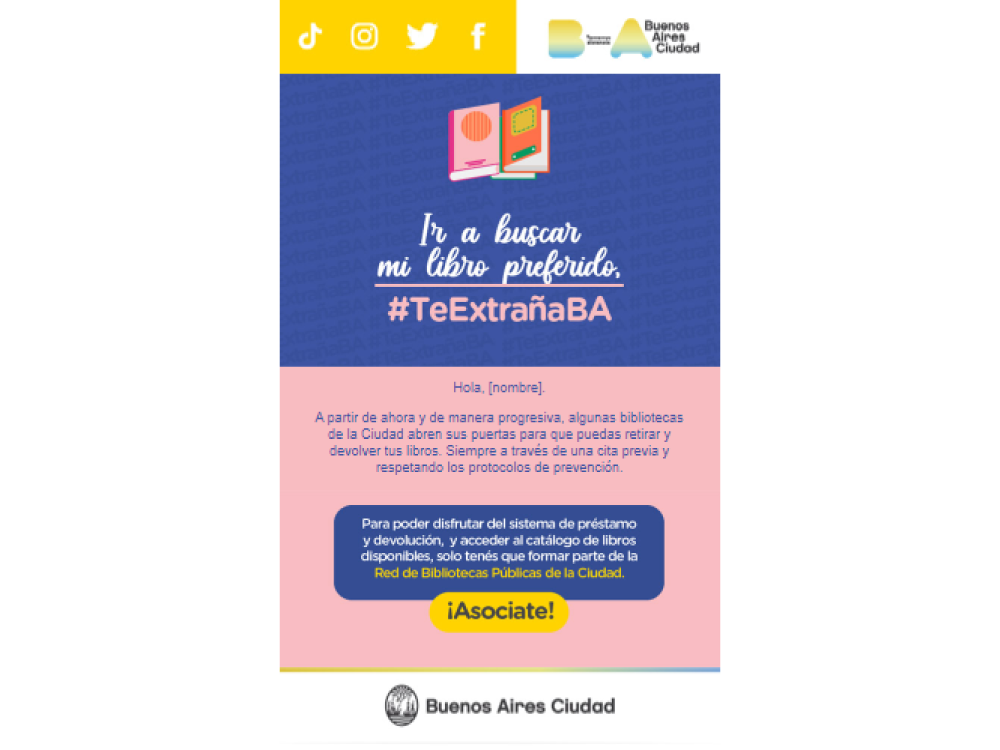 Buenos
Aires
Ciudad
Ir a buscar
mi libro preferido.
#TeExtrañaBA
Hola, [nombre].
A partir de ahora y de manera progresiva, algunas bibliotecas
de la Ciudad abren sus puertas para que puedas retirar y
devolver tus libros. Siempre a través de una cita previa y
respetando los protocolos de prevención.
Para poder disfrutar del sistema de préstamo
y devolución, y acceder al catálogo de libros
disponibles, solo tenés que formar parte de la
Red de Bibliotecas Públicas de la Ciudad.
¡Asociate!
Buenos Aires Ciudad